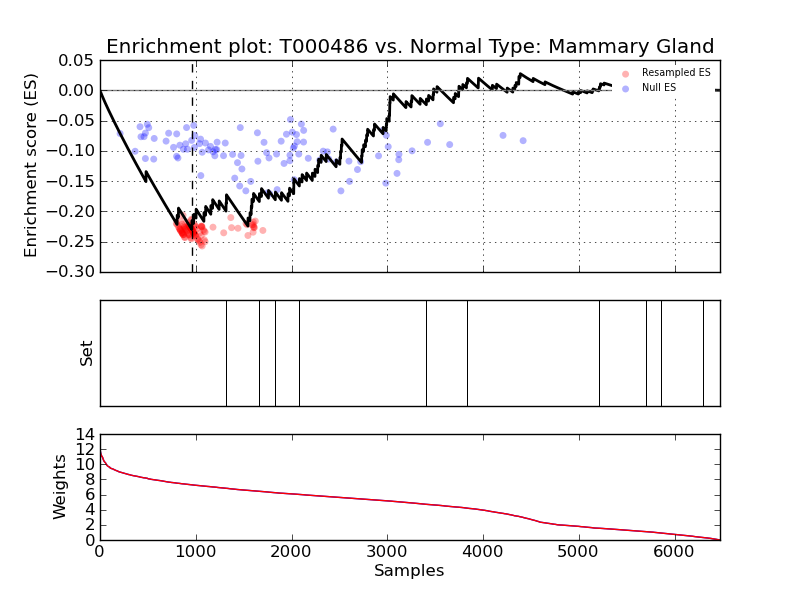 Enrichment plot: T000486 vs. Normal Type: Mammary Gland
Enrichment score (ES)
0.05
0.00
−0.05
−0.10
−0.15
−0.20
−0.25
−0.30
Resampled ES
Null ES
Set
Weights
14
12
10
8
6
4
2
0
0 1000 2000 3000 4000 5000 6000
Samples